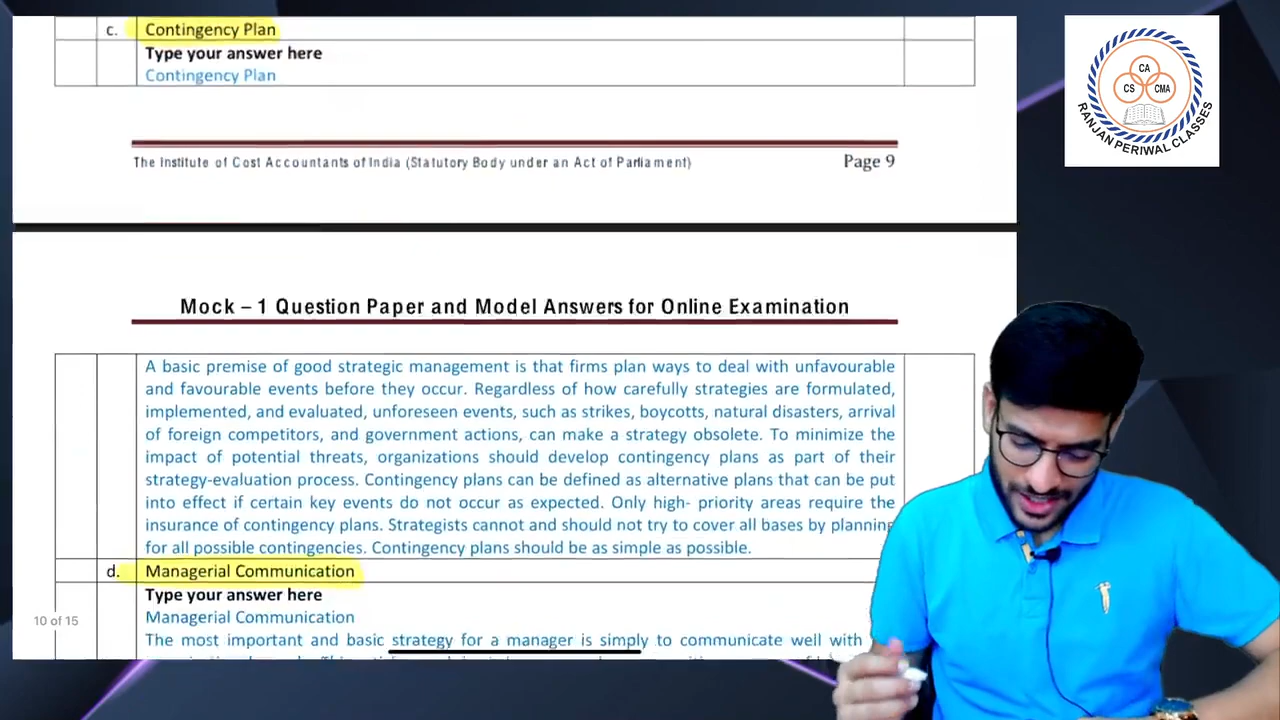 c. Contingency Plan
Type your answer here
Contingency Plan
The Institute of Cost Accountants of India (Statutory Body under an Act of Parliament) Page 9
Mock – 1 Question Paper and Model Answers for Online Examination
A basic premise of good strategic management is that firms plan ways to deal with unfavourable
and favourable events before they occur. Regardless of how carefully strategies are formulated,
implemented, and evaluated, unforeseen events, such as strikes, boycotts, natural disasters, arrival
of foreign competitors, and government actions, can make a strategy obsolete. To minimize the
impact of potential threats, organizations should develop contingency plans as part of their
strategy-evaluation process. Contingency plans can be defined as alternative plans that can be put
into effect if certain key events do not occur as expected. Only high- priority areas require the
insurance of contingency plans. Strategists cannot and should not try to cover all bases by planning
for all possible contingencies. Contingency plans should be as simple as possible.
d. Managerial Communication
Type your answer here
Managerial Communication
10 of 15
The most important and basic strategy for a manager is simply to communicate well with
CA
CS CMA
RANJAN PERIWAL CLASSES